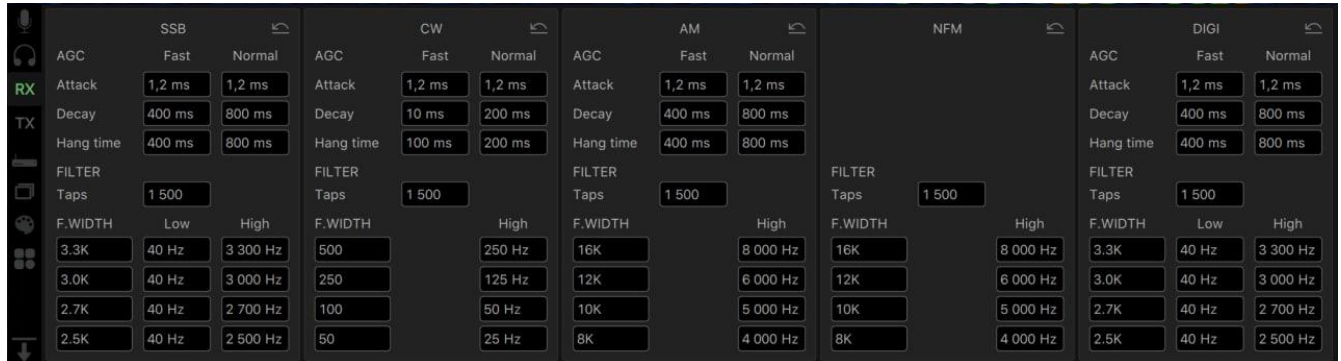 SSB CW AM NFM DIGI
AGC Fast Normal AGC Fast Normal AGC Fast Normal AGC Fast Normal
RX Attack 1,2 ms 1,2 ms Attack 1,2 ms 1,2 ms Attack 1,2 ms 1,2 ms Attack 1,2 ms 1,2 ms
TX Decay 400 ms 800 ms Decay 10 ms 200 ms Decay 400 ms 800 ms Decay 400 ms 800 ms
Hang time 400 ms 800 ms Hang time 100 ms 200 ms Hang time 400 ms 800 ms Hang time 400 ms 800 ms
FILTER FILTER FILTER FILTER FILTER
Taps 1 500 Taps 1 500 Taps 1 500 Taps 1 500 Taps 1 500
F.WIDTH Low High F.WIDTH High F.WIDTH High F.WIDTH High F.WIDTH Low High
3.3K 40 Hz 3 300 Hz 500 250 Hz 16K 8 000 Hz 16K 8 000 Hz 3.3K 40 Hz 3 300 Hz
3.0K 40 Hz 3 000 Hz 250 125 Hz 12K 6 000 Hz 12K 6 000 Hz 3.0K 40 Hz 3 000 Hz
2.7K 40 Hz 2 700 Hz 100 50 Hz 10K 5 000 Hz 10K 5 000 Hz 2.7K 40 Hz 2 700 Hz
2.5K 40 Hz 2 500 Hz 50 25 Hz 8K 4 000 Hz 8K 4 000 Hz 2.5K 40 Hz 2 500 Hz